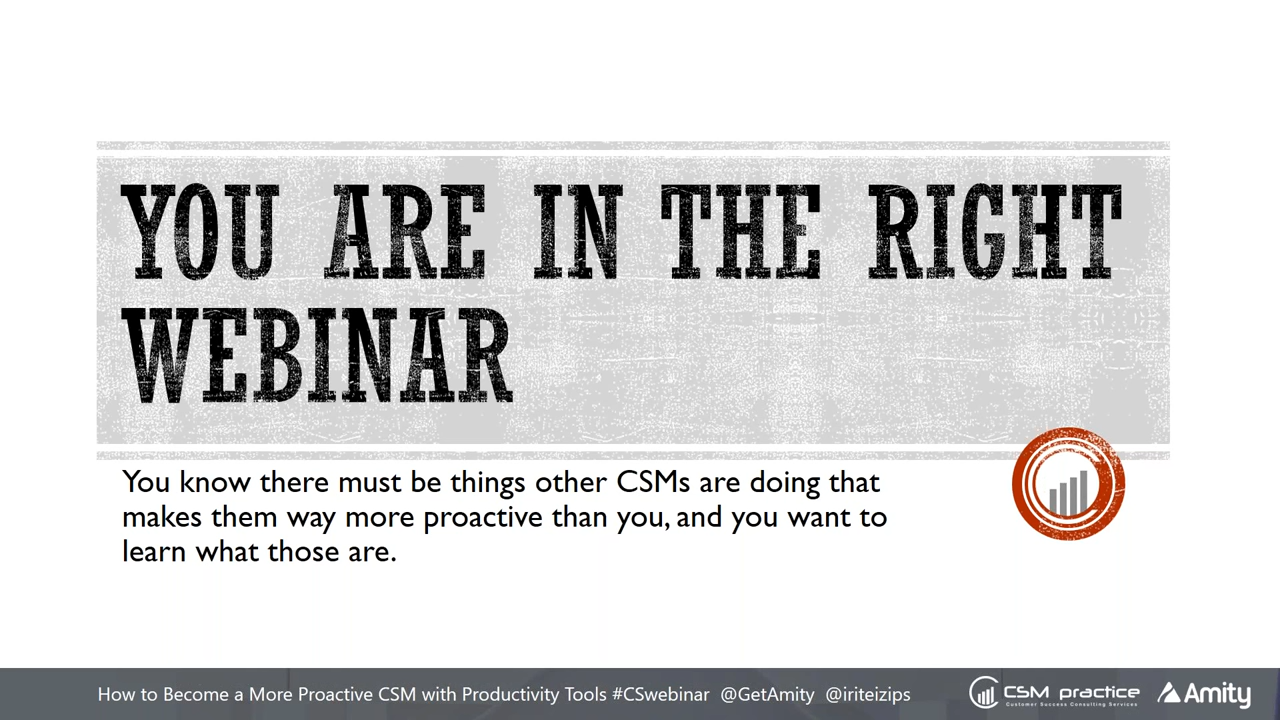 YOU ARE IN THE RIGHT
WEBINAR
You know there must be things other CSMs are doing that
makes them way more proactive than you, and you want to
learn what those are.
How to Become a More Proactive CSM with Productivity Tools #CSwebinar @GetAmity @iriteizips
CSM practice
Customer Success Consulting Services
Amity